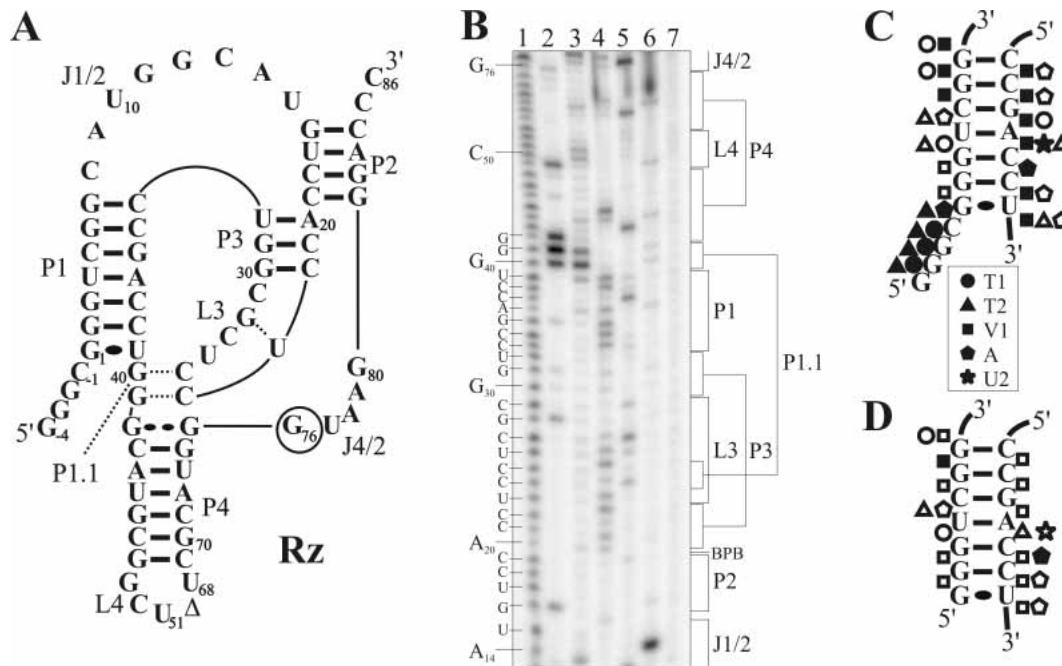 A
J1/2
G G C A U
U10
A
C
G G C U G G G
1
C-1
G G G-4
5'
P1
C C G A C C U G
40
G G
C A U G C G G C
L4
U51
Δ
U68
C G70 C A U G G
P4
P1.1
C C U C G C G G U
30
L3
P3
U C C A20 C C U G
U
3'
C86
C C A G G
P2
G80
A
A
U
G76
J4/2
Rz
B
1 2 3 4 5 6 7
G76
C50
G
G
G40
U
C
C
A
G
C
C
U
G
G30
C
G
C
U
C
C
U
C
C
A20
C
C
U
G
U
A14
J4/2
L4
P4
P1
P1.1
L3
P3
BPB
P2
J1/2
C
3'
5'
G C
G C
C G
U A
G C
G C
G U
C
G
G
G
5'
3'
T1
T2
V1
A
U2
D
3'
5'
G C
G C
C G
U A
G C
G C
G U
5'
3'